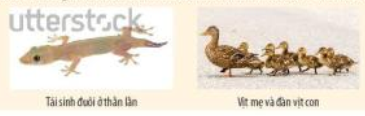 utterstock
Tái sinh đuôi ở thằn lằn
Vịt mẹ và đàn vịt con